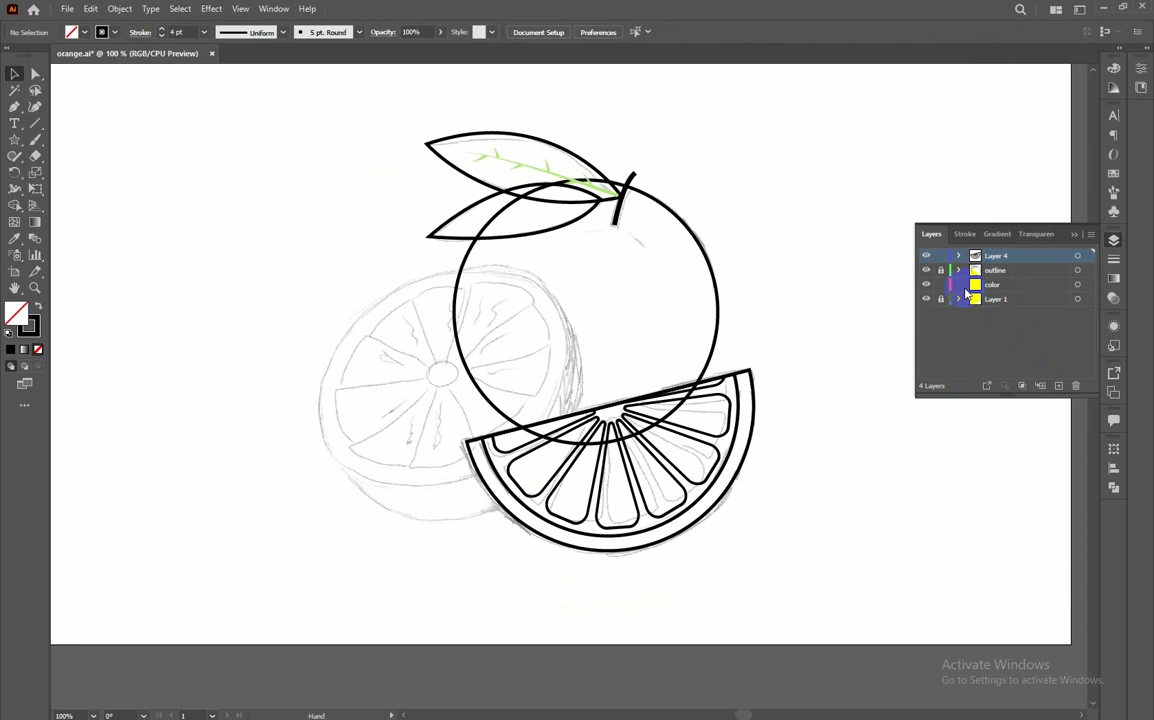 Ai File Edit Object Type Select Effect View Window Help
No Selection Stroke: 4 pt Uniform 5 pt. Round Opacity: 100% Style: Document Setup Preferences
orange.ai* @ 100 % (RGB/CPU Preview) ×
Layers Stroke Gradient Transparen
Layer 4
outline
color
Layer 1
4 Layers
Activate Windows
Go to Settings to activate Windows.
100% 0° 1 Hand